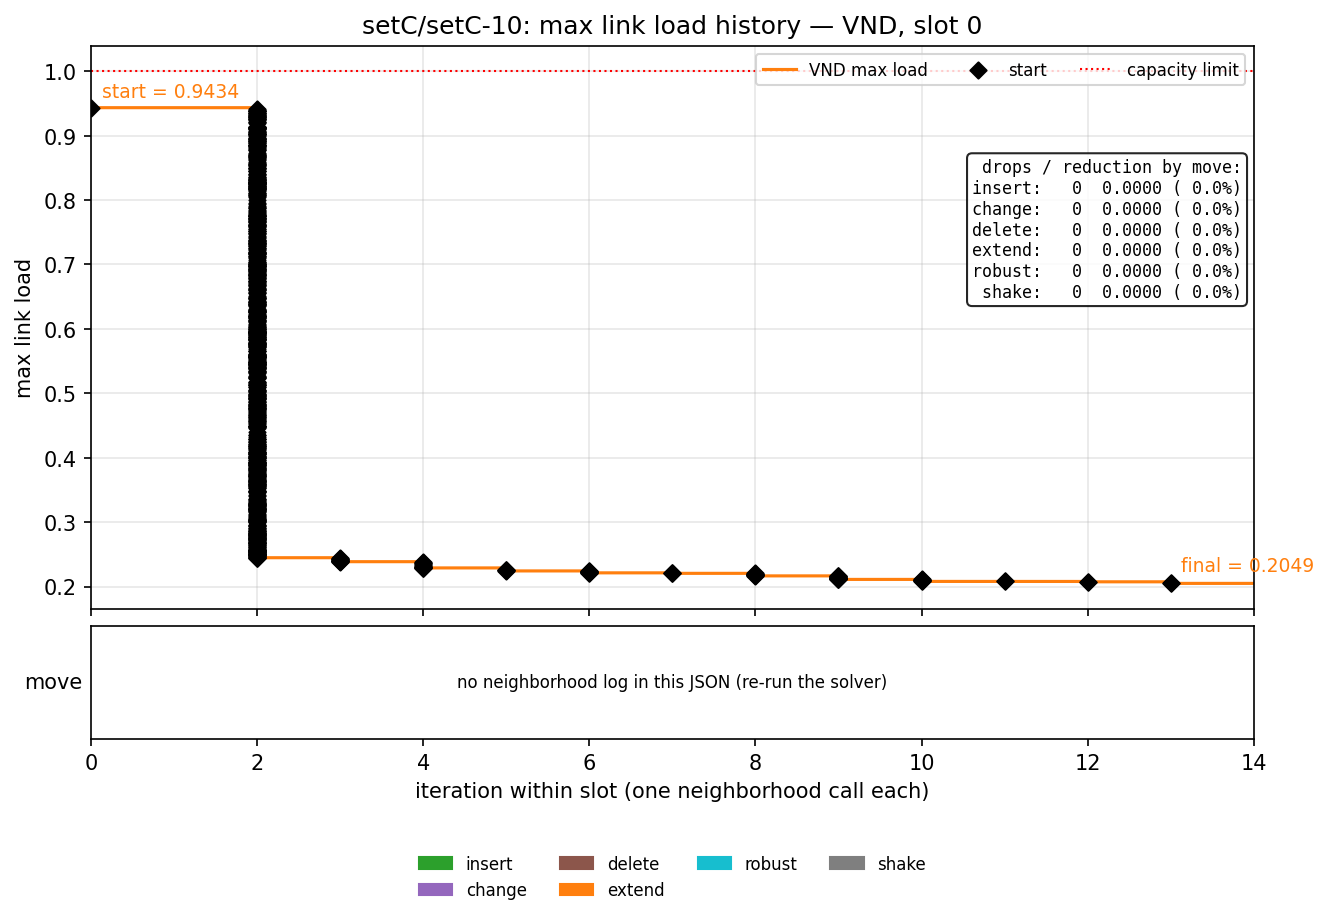 setC/setC-10: max link load history — VND, slot 0
VND max load
start
capacity limit
start = 0.9434
drops / reduction by move:
insert: 0 0.0000 ( 0.0%)
change: 0 0.0000 ( 0.0%)
delete: 0 0.0000 ( 0.0%)
extend: 0 0.0000 ( 0.0%)
robust: 0 0.0000 ( 0.0%)
shake: 0 0.0000 ( 0.0%)
max link load
1.0
0.9
0.8
0.7
0.6
0.5
0.4
0.3
0.2
final = 0.2049
move
no neighborhood log in this JSON (re-run the solver)
0 2 4 6 8 10 12 14
iteration within slot (one neighborhood call each)
insert delete robust shake
change extend